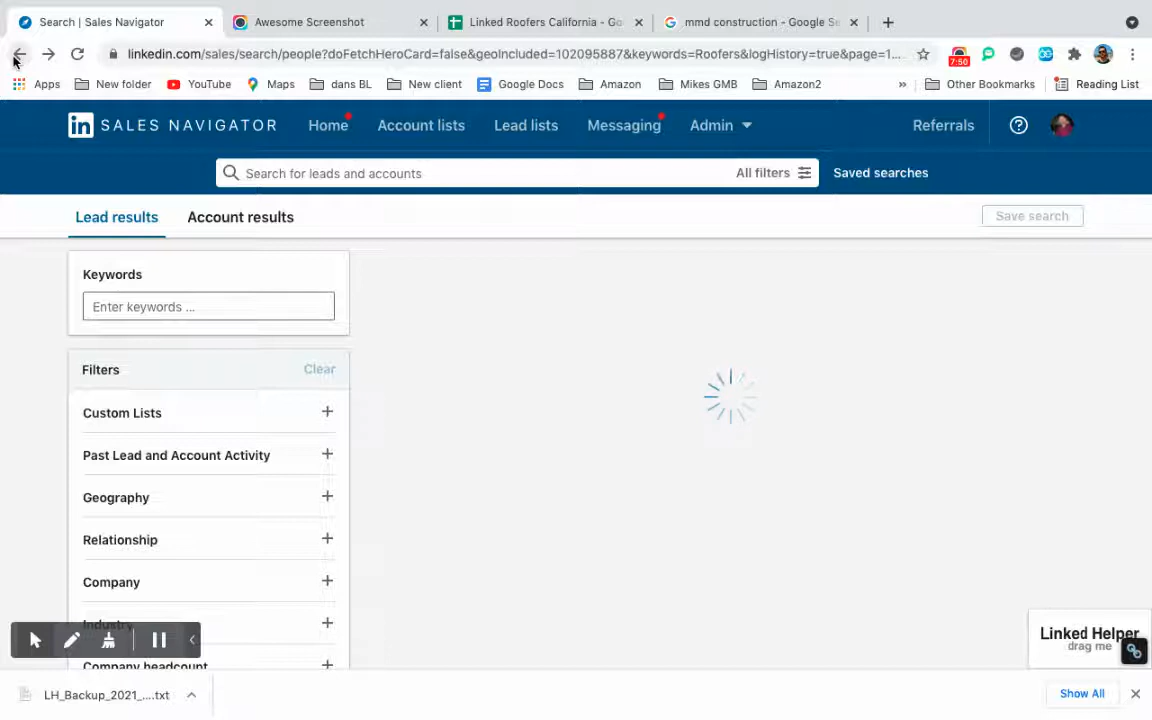 Search | Sales Navigator
Awesome Screenshot
Linked Roofers California - Go
mmd construction - Google Se
linkedin.com/sales/search/people?doFetchHeroCard=false&geoIncluded=102095887&keywords=Roofers&logHistory=true&page=1...
7:50
Apps
New folder
YouTube
Maps
dans BL
New client
Google Docs
Amazon
Mikes GMB
Amazon2
»
Other Bookmarks
Reading List
in SALES NAVIGATOR
Home
Account lists
Lead lists
Messaging
Admin
Referrals
Search for leads and accounts
All filters
Saved searches
Lead results
Account results
Save search
Keywords
Enter keywords ...
Filters
Clear
Custom Lists
Past Lead and Account Activity
Geography
Relationship
Company
Industry
Company headcount
Linked Helper
drag me
LH_Backup_2021_....txt
Show All